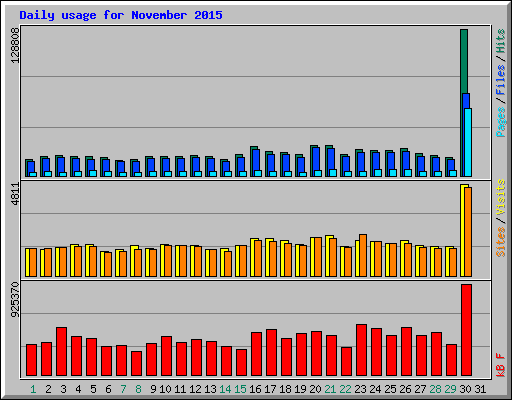 Daily usage for November 2015
128808
Pages / Files / Hits
4811
Sites / Visits
925370
kB F
1 2 3 4 5 6 7 8 9 10 11 12 13 14 15 16 17 18 19 20 21 22 23 24 25 26 27 28 29 30 31